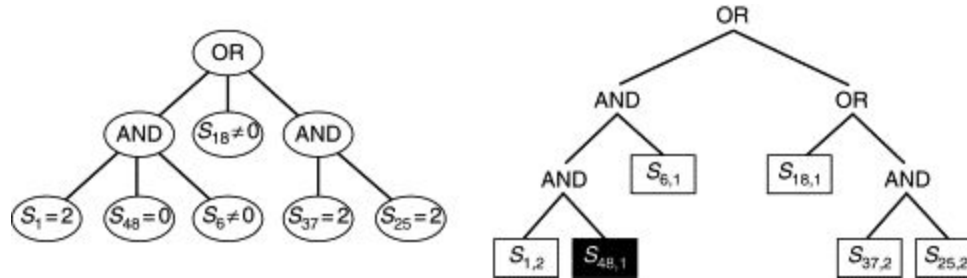 OR
AND S₁₈≠0 AND
S₁=2 S₄₈=0 S₆≠0 S₃₇=2 S₂₅=2
OR
AND OR
AND S₆,₁ S₁₈,₁ AND
S₁,₂ S₄₈,₁ S₃₇,₂ S₂₅,₂